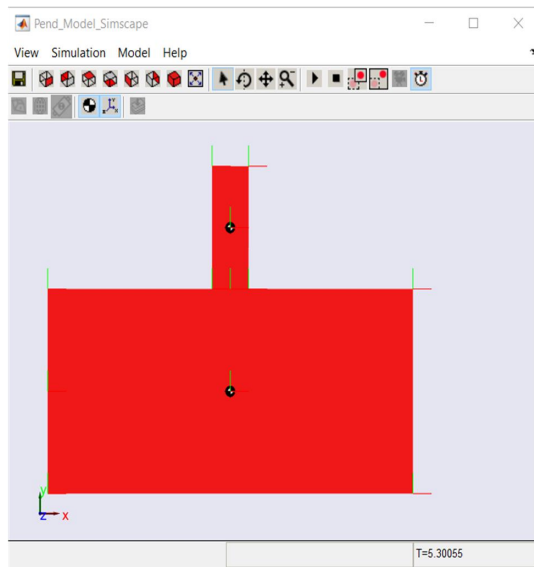 Pend_Model_Simscape
View Simulation Model Help
y
z x
T=5.30055